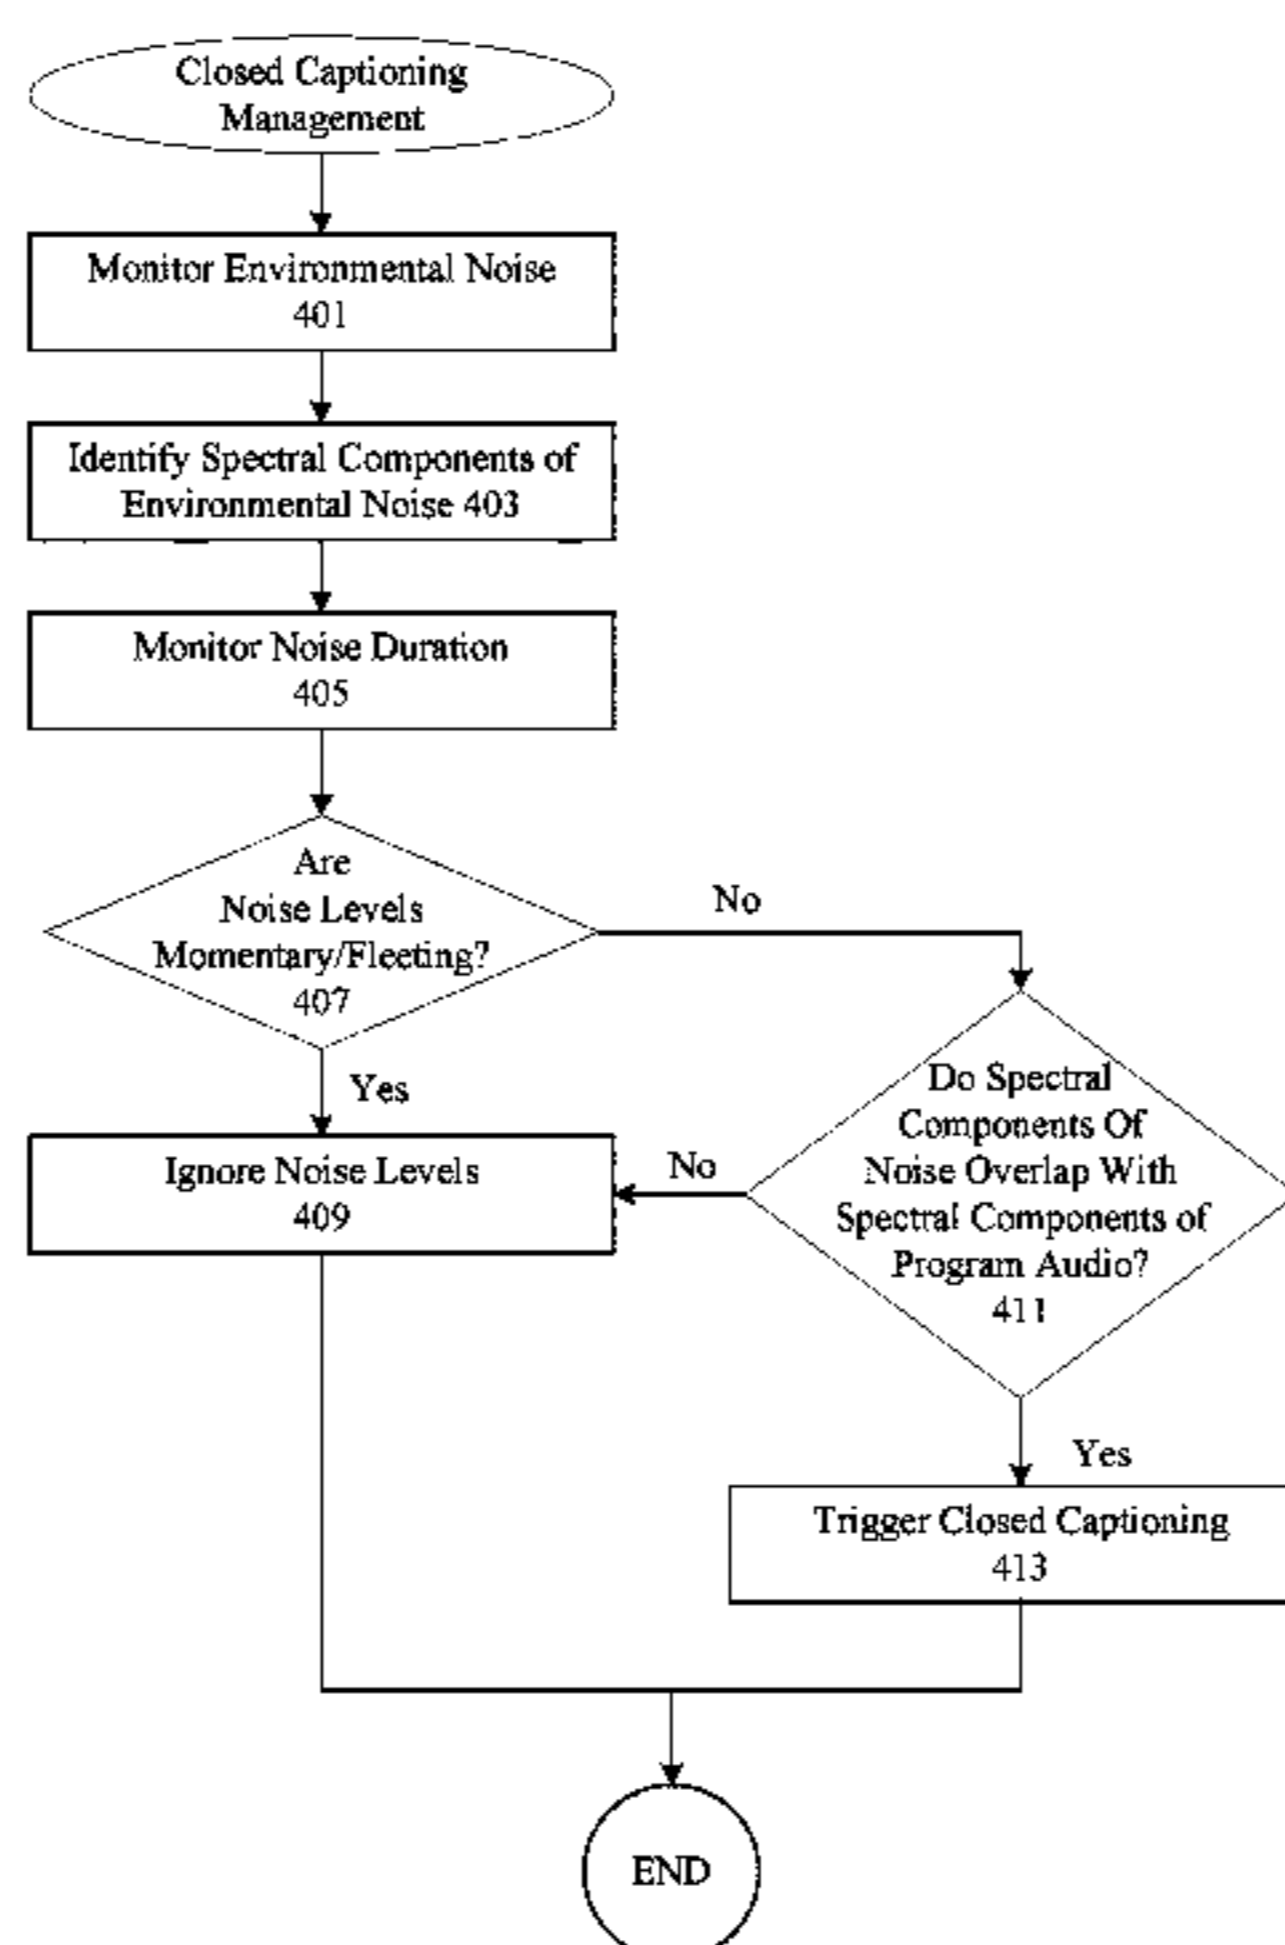 Closed Captioning
Management
Monitor Environmental Noise
401
Identify Spectral Components of
Environmental Noise 403
Monitor Noise Duration
405
Are
Noise Levels
Momentary/Fleeting?
407
No
Yes
Do Spectral
Components Of
Noise Overlap With
Spectral Components of
Program Audio?
411
No
Ignore Noise Levels
409
Yes
Trigger Closed Captioning
413
END